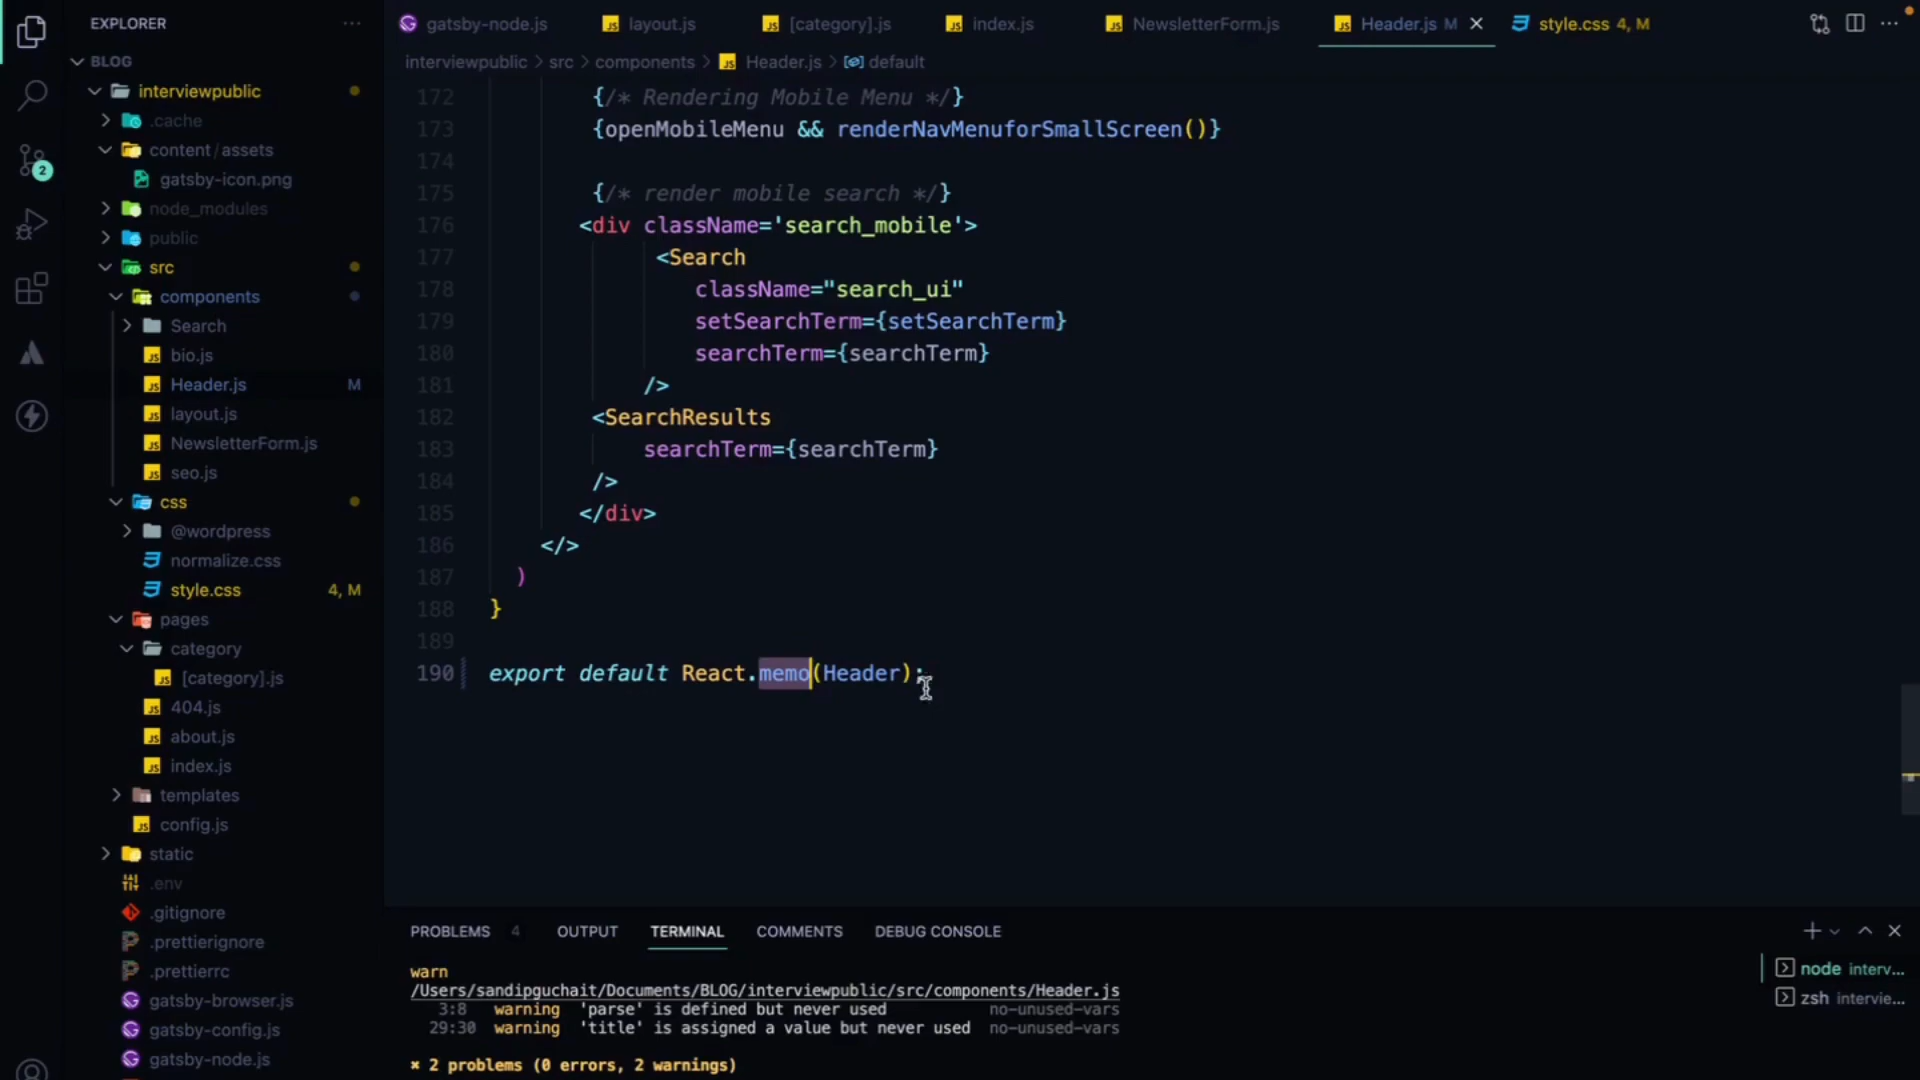 EXPLORER
BLOG
interviewpublic
.cache
content/assets
gatsby-icon.png
node_modules
public
src
components
Search
bio.js
Header.js M
layout.js
NewsletterForm.js
seo.js
css
@wordpress
normalize.css
style.css 4, M
pages
category
[category].js
404.js
about.js
index.js
templates
config.js
static
.env
.gitignore
.prettierignore
.prettierrc
gatsby-browser.js
gatsby-config.js
gatsby-node.js
2
gatsby-node.js layout.js [category].js index.js NewsletterForm.js Header.js M style.css 4, M
interviewpublic > src > components > Header.js > default
172 {/* Rendering Mobile Menu */}
173 {openMobileMenu && renderNavMenuforSmallScreen()}
174
175 {/* render mobile search */}
176 <div className='search_mobile'>
177 <Search
178 className="search_ui"
179 setSearchTerm={setSearchTerm}
180 searchTerm={searchTerm}
181 />
182 <SearchResults
183 searchTerm={searchTerm}
184 />
185 </div>
186 </>
187 )
188 }
189
190 export default React.memo(Header);
PROBLEMS 4 OUTPUT TERMINAL COMMENTS DEBUG CONSOLE
warn
/Users/sandipguchait/Documents/BLOG/interviewpublic/src/components/Header.js
3:8 warning 'parse' is defined but never used no-unused-vars
29:30 warning 'title' is assigned a value but never used no-unused-vars
✖ 2 problems (0 errors, 2 warnings)
node interv...
zsh intervie...